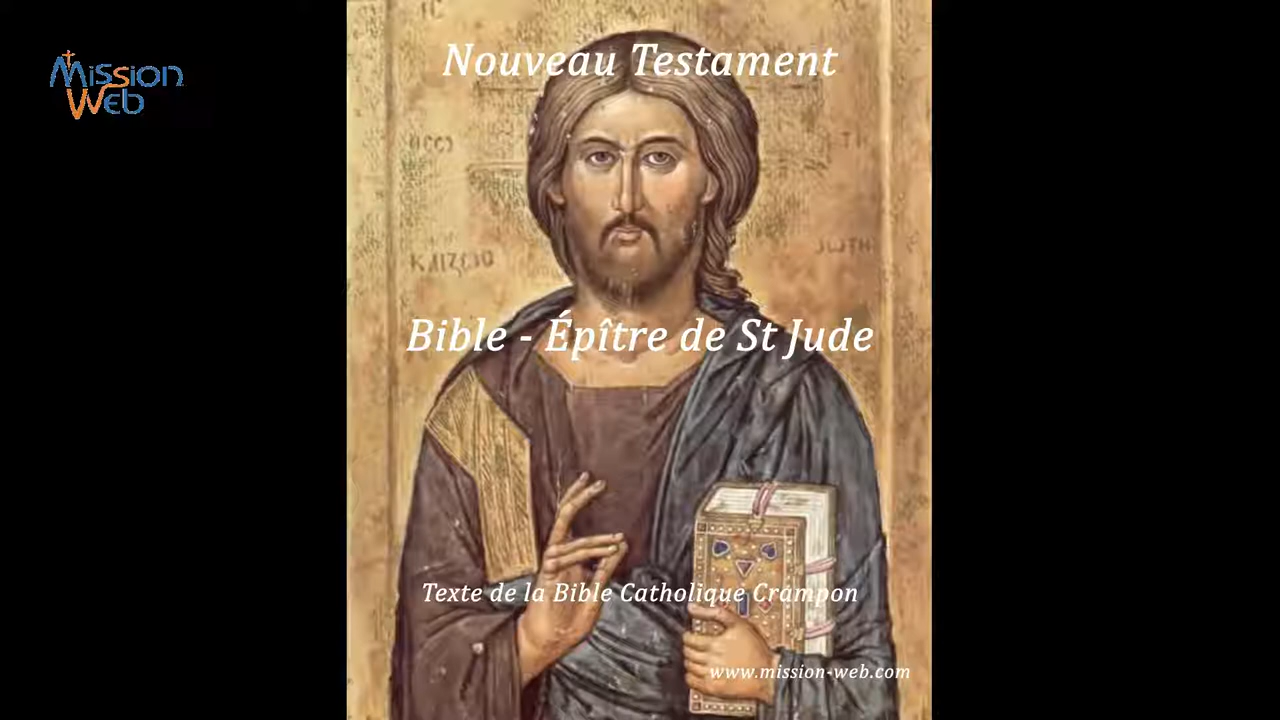 Mission
Web
Nouveau Testament
Bible - Épître de St Jude
Texte de la Bible Catholique Crampon
www.mission-web.com